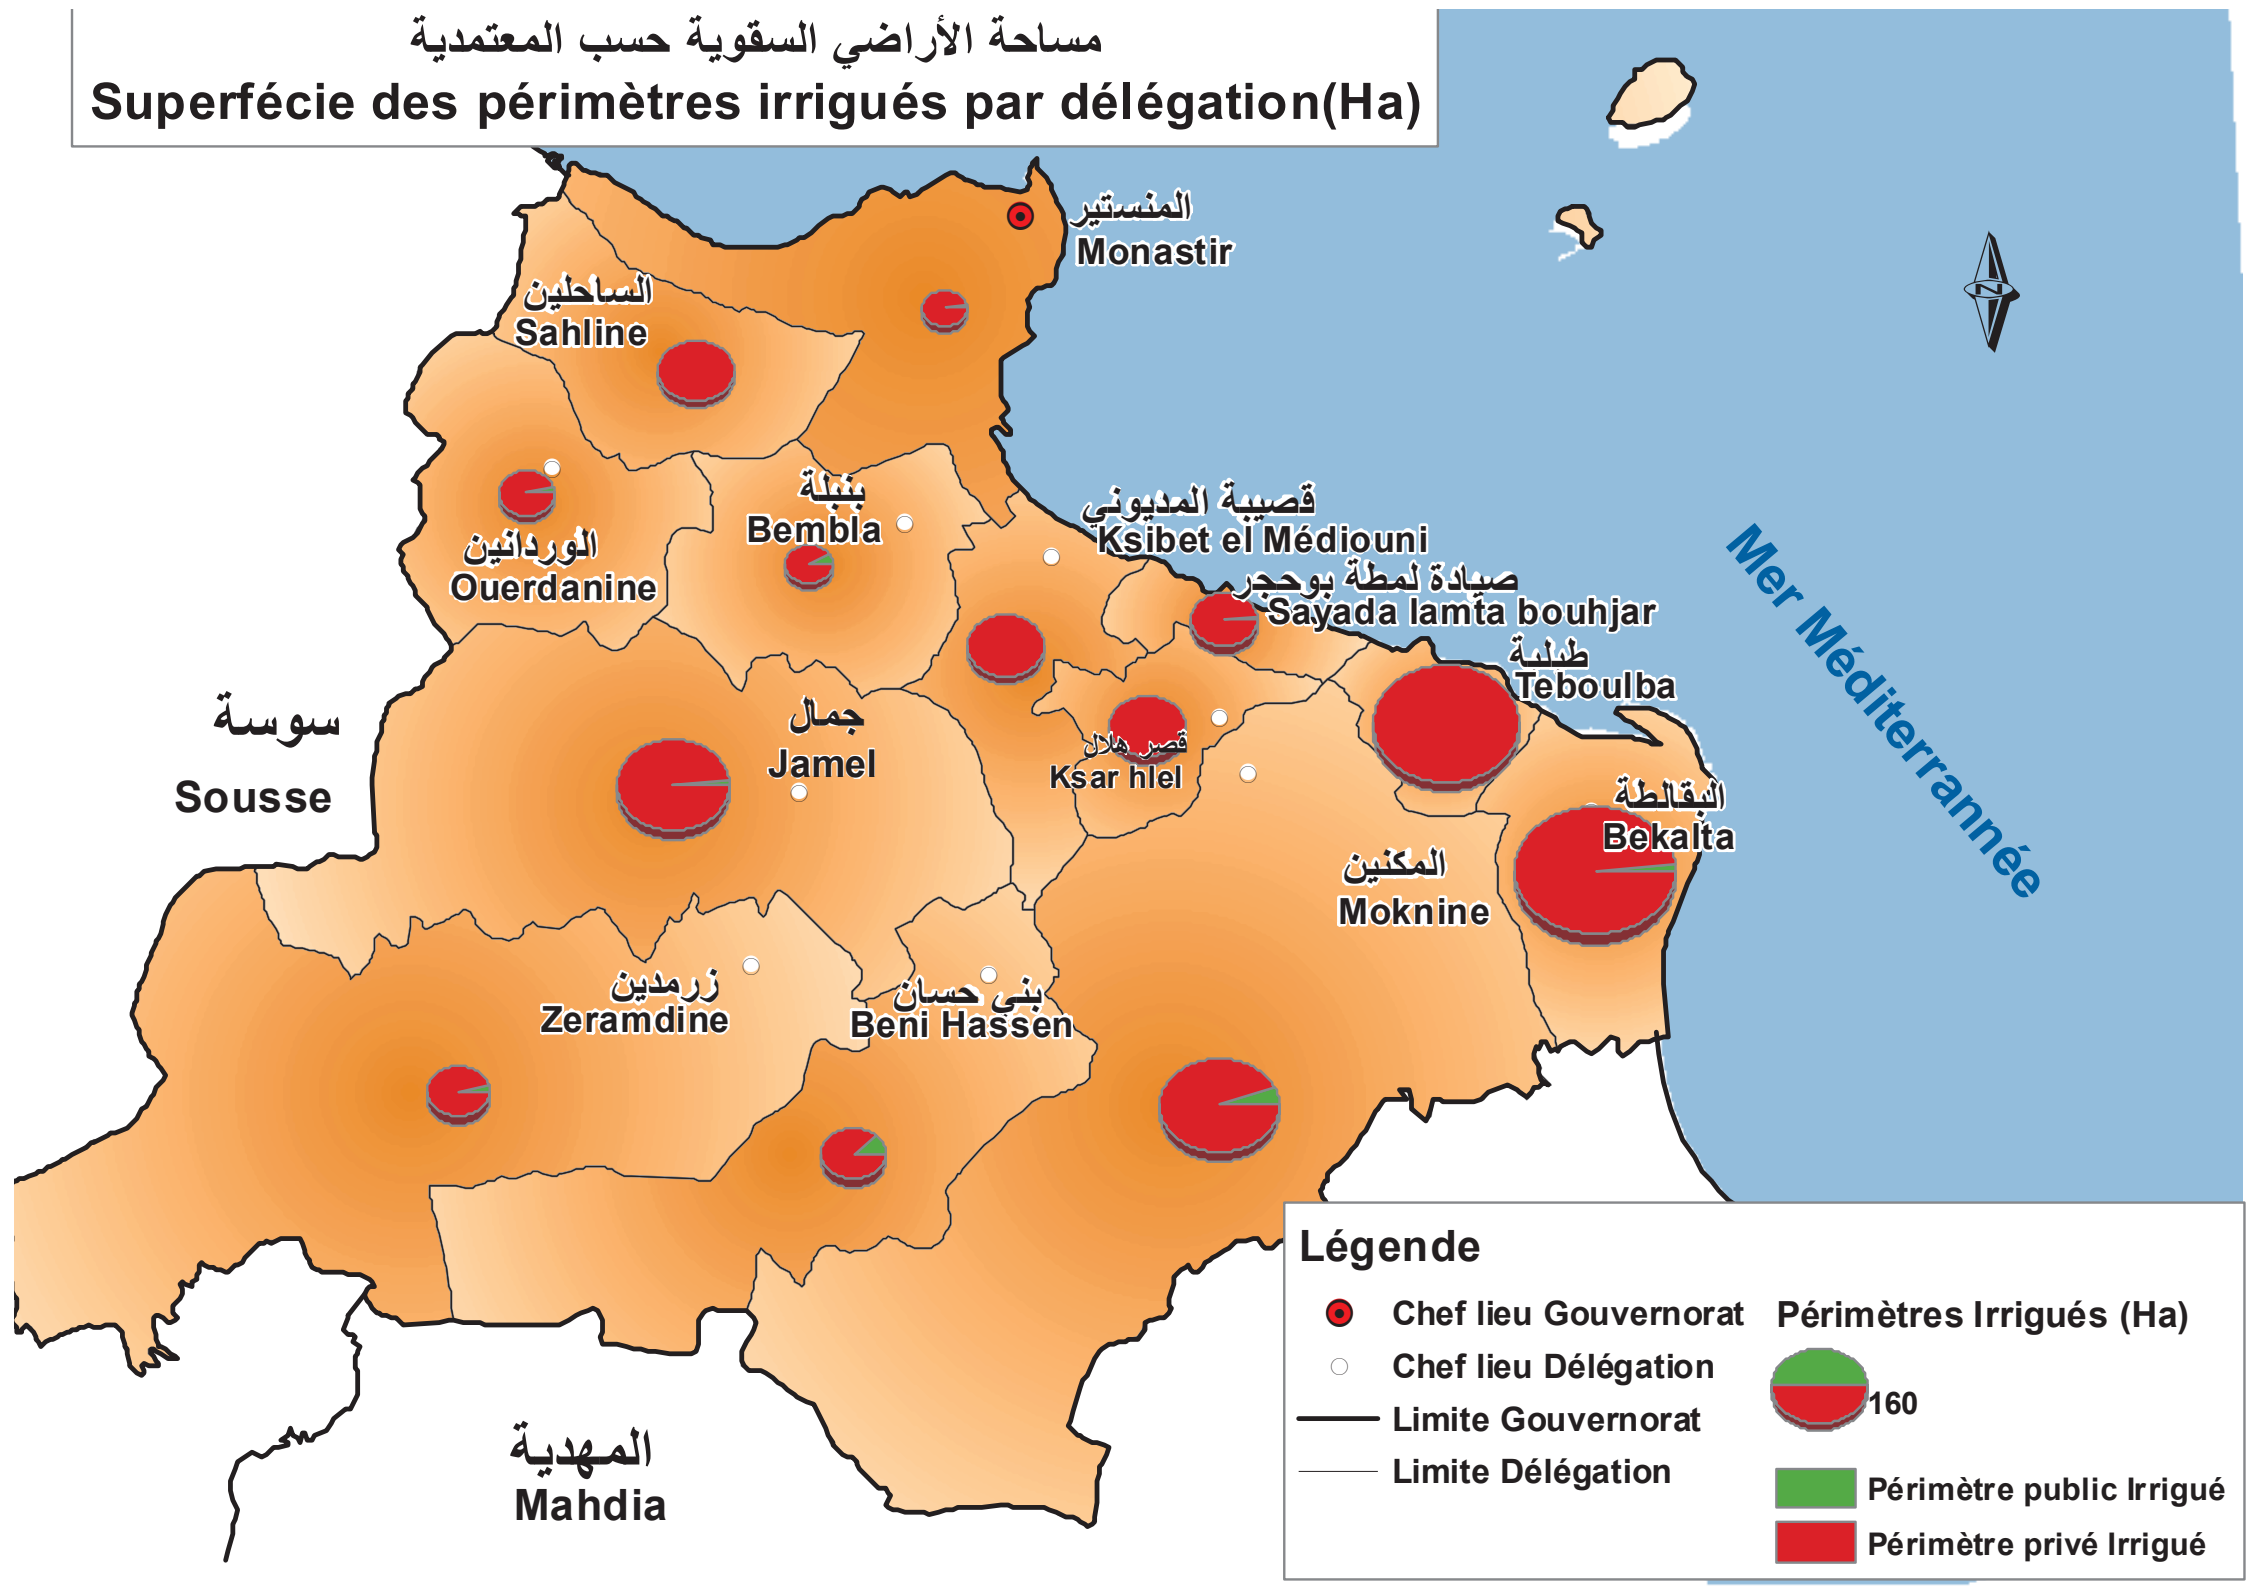 مساحة الأراضي السقوية حسب المعتمدية
Superfécie des périmètres irrigués par délégation(Ha)
المنستير
Monastir
الساحلين
Sahline
بنبلة
Bembla
قصيبة المديوني
Ksibet el Médiouni
الوردانين
Ouerdanine
صيادة لمطة بوحجر
Sayada lamta bouhjar
طبلبة
Teboulba
Mer Méditerrannée
سوسة
Sousse
جمال
Jamel
قصر هلال
Ksar hlel
البقالطة
Bekalta
المكنين
Moknine
زرمدين
Zeramdine
بني حسان
Beni Hassen
المهدية
Mahdia
N
Légende
Chef lieu Gouvernorat
Chef lieu Délégation
Limite Gouvernorat
Limite Délégation
Périmètres Irrigués (Ha)
160
Périmètre public Irrigué
Périmètre privé Irrigué